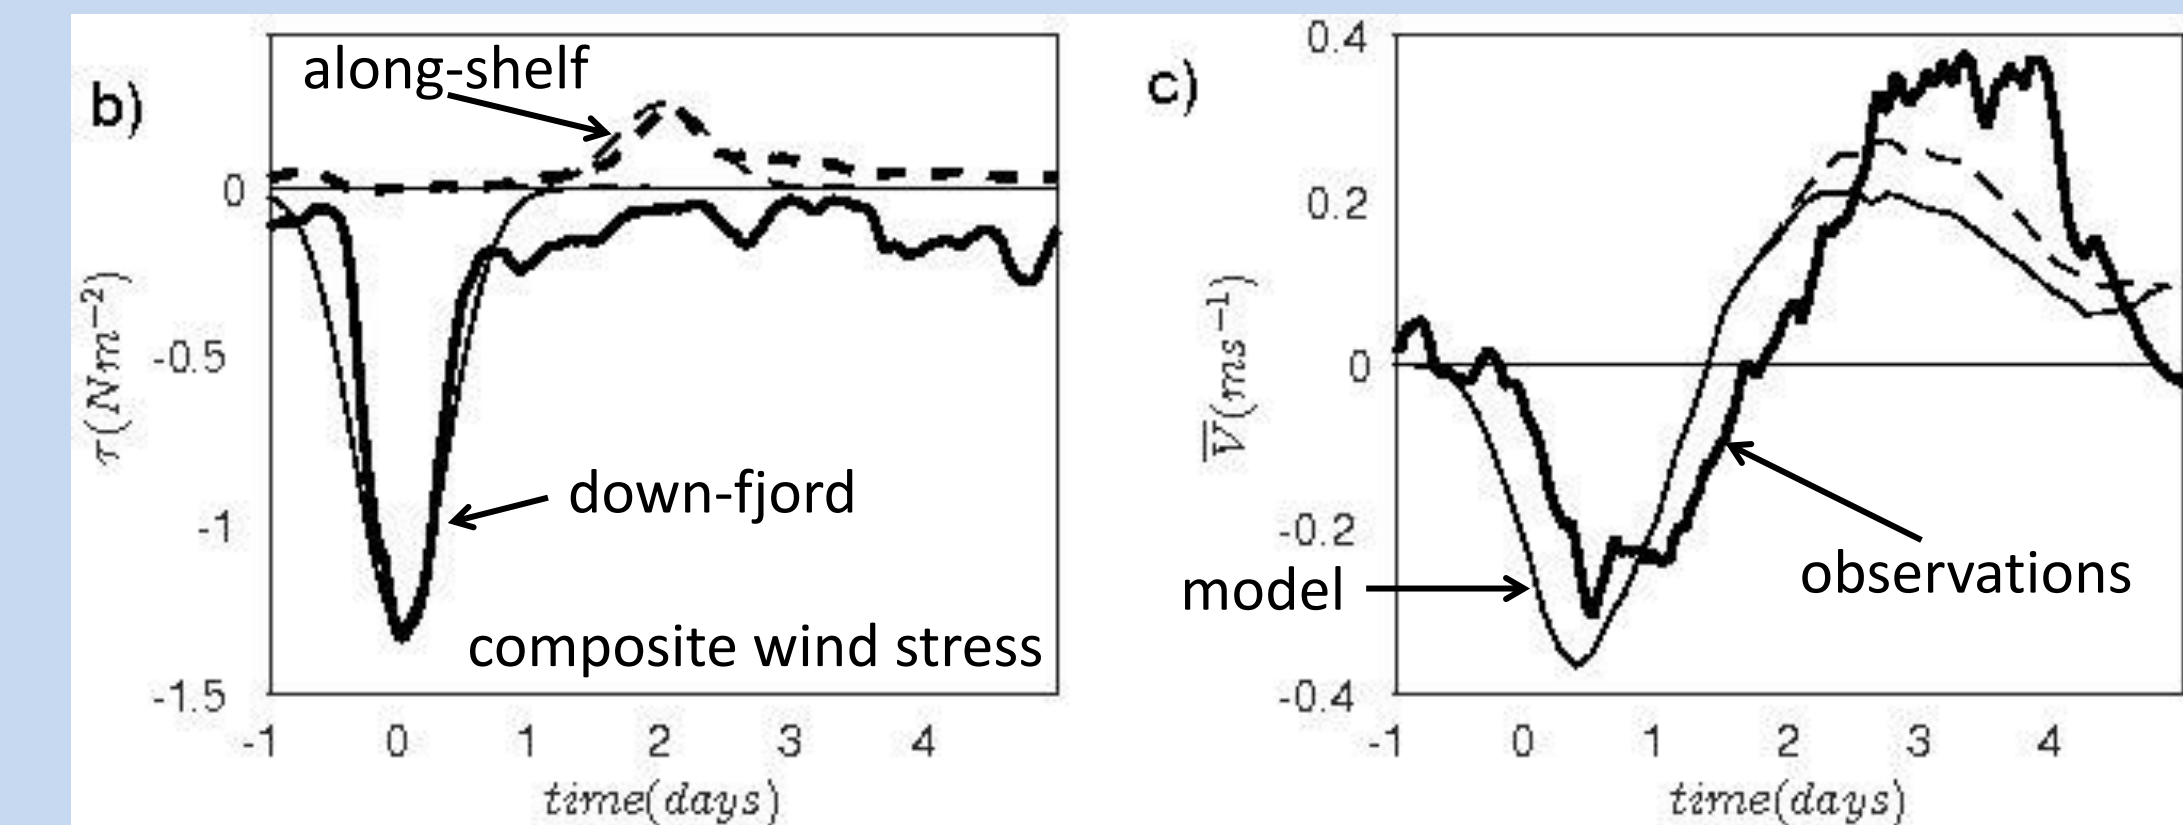 b)
along-shelf
0
-0.5
-1
-1.5
τ(Nm⁻²)
down-fjord
composite wind stress
-1 0 1 2 3 4
time(days)
c)
0.4
0.2
0
-0.2
-0.4
V̅(ms⁻¹)
model
observations
-1 0 1 2 3 4
time(days)